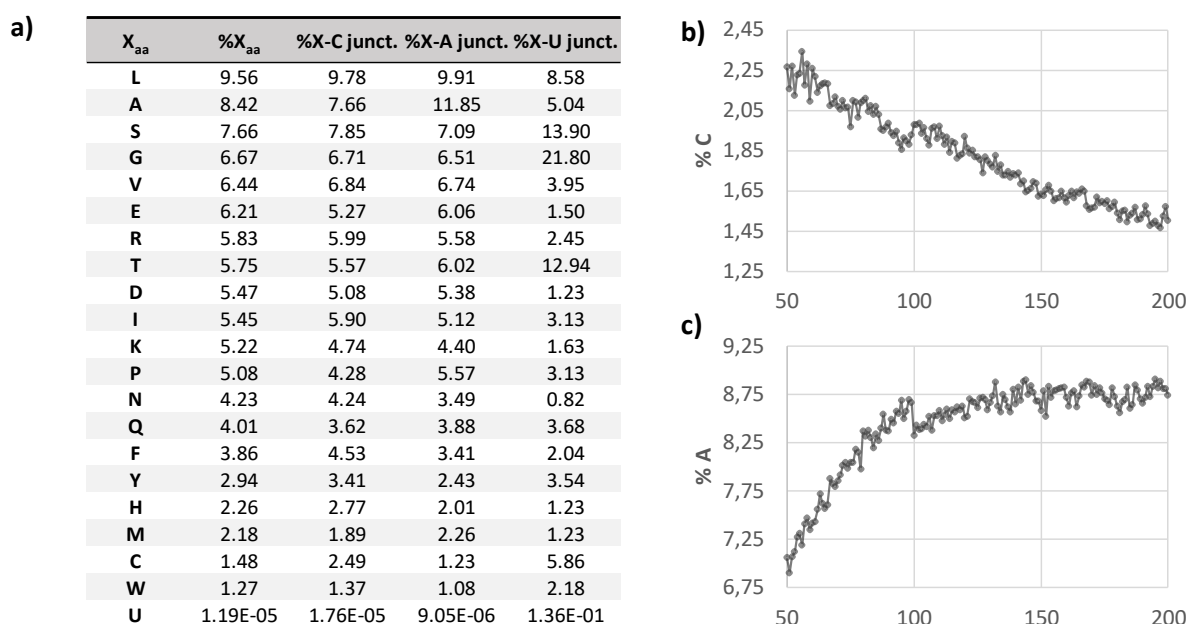 a)
X_aa %X_aa %X-C junct. %X-A junct. %X-U junct.
L 9.56 9.78 9.91 8.58
A 8.42 7.66 11.85 5.04
S 7.66 7.85 7.09 13.90
G 6.67 6.71 6.51 21.80
V 6.44 6.84 6.74 3.95
E 6.21 5.27 6.06 1.50
R 5.83 5.99 5.58 2.45
T 5.75 5.57 6.02 12.94
D 5.47 5.08 5.38 1.23
I 5.45 5.90 5.12 3.13
K 5.22 4.74 4.40 1.63
P 5.08 4.28 5.57 3.13
N 4.23 4.24 3.49 0.82
Q 4.01 3.62 3.88 3.68
F 3.86 4.53 3.41 2.04
Y 2.94 3.41 2.43 3.54
H 2.26 2.77 2.01 1.23
M 2.18 1.89 2.26 1.23
C 1.48 2.49 1.23 5.86
W 1.27 1.37 1.08 2.18
U 1.19E-05 1.76E-05 9.05E-06 1.36E-01
b)
% C
2,45
2,25
2,05
1,85
1,65
1,45
1,25
50 100 150 200
c)
% A
9,25
8,75
8,25
7,75
7,25
6,75
50 100 150 200